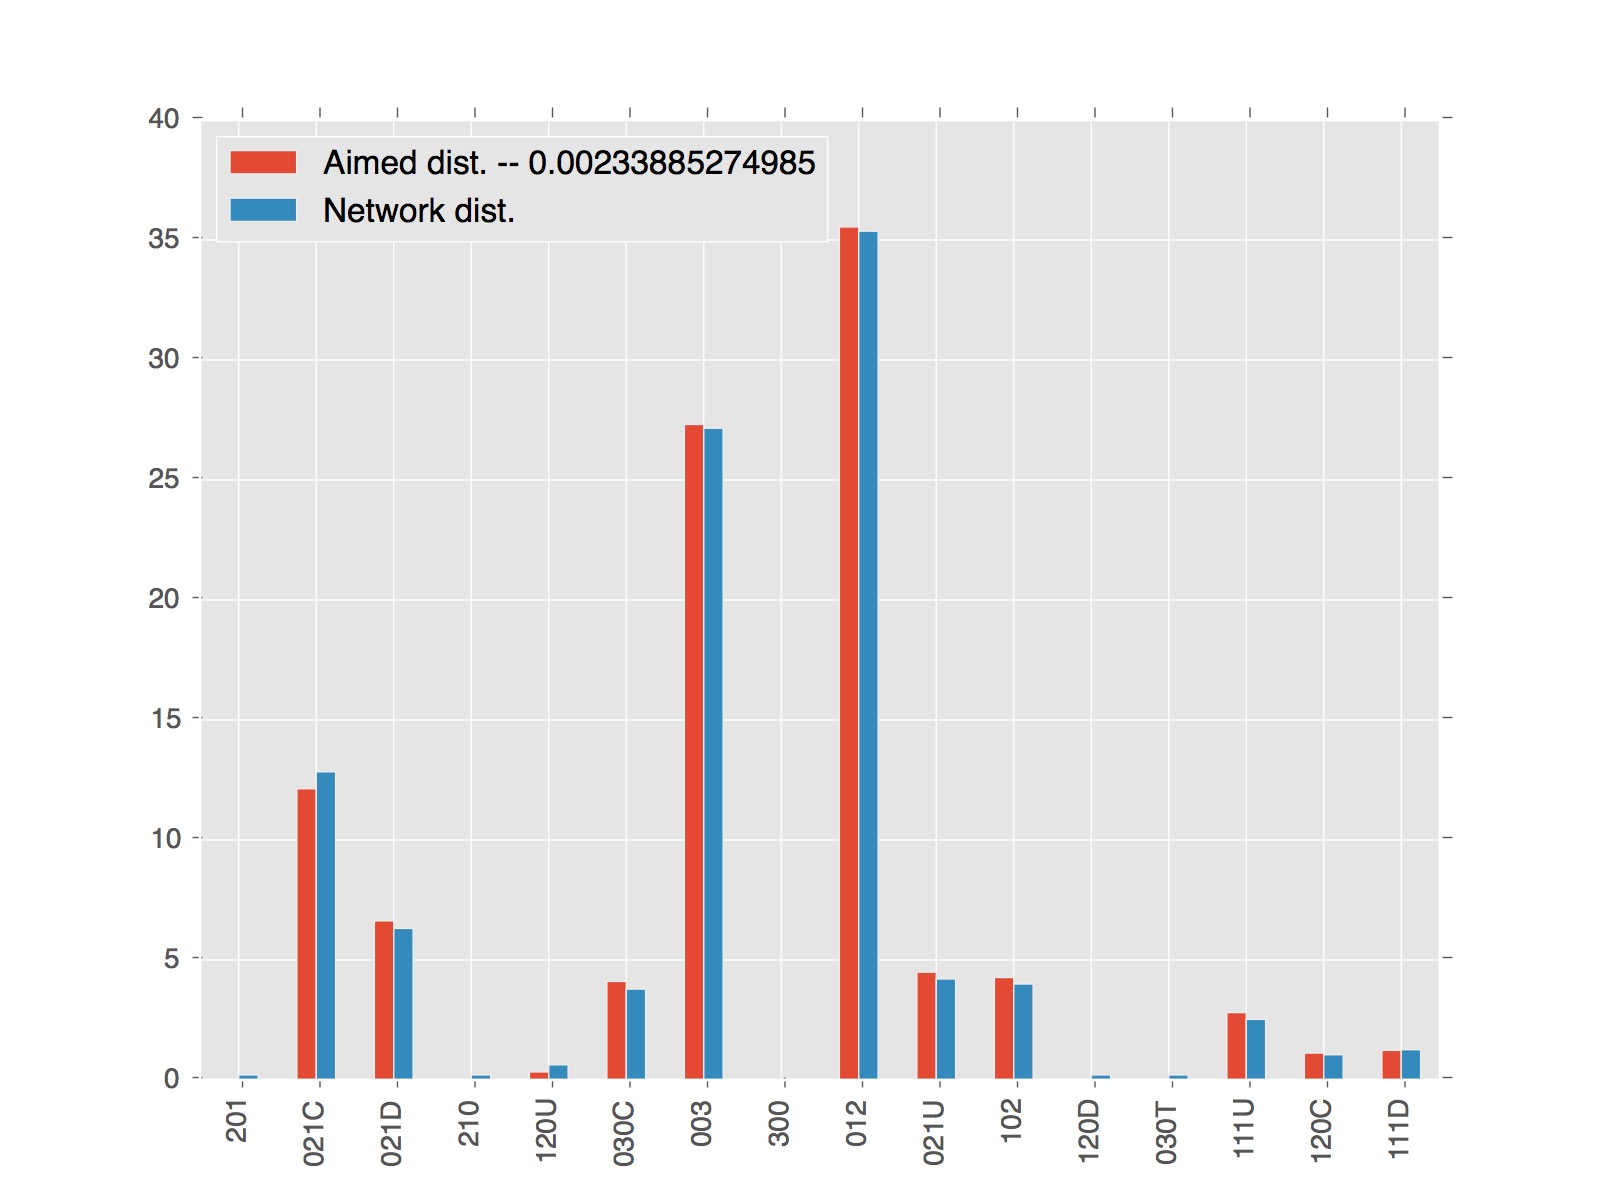 40
35
30
25
20
15
10
5
0
Aimed dist. -- 0.00233885274985
Network dist.
201
021C
021D
210
120U
030C
003
300
012
021U
102
120D
030T
111U
120C
111D